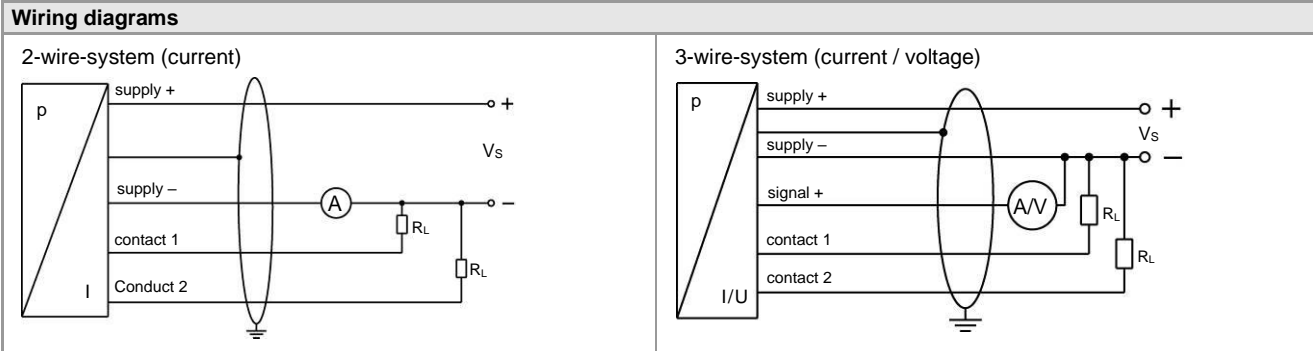 Wiring diagrams
2-wire-system (current)
p
supply +
+
VS
supply –
A
–
RL
contact 1
RL
I
Conduct 2
3-wire-system (current / voltage)
p
supply +
+
VS
supply –
–
signal +
A/V
RL
contact 1
RL
contact 2
I/U